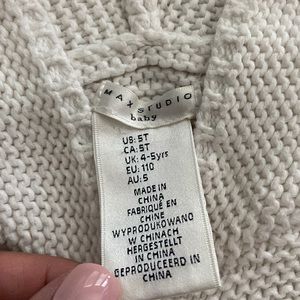 MAX STUDIO
baby
US: 5T
CA: 5T
UK: 4-5yrs
EU: 110
AU: 5
MADE IN
CHINA
FABRIQUÉ EN
CHINE
WYPRODUKOWANO
W CHINACH
HERGESTELLT
IN CHINA
GEPRODUCEERD IN
CHINA